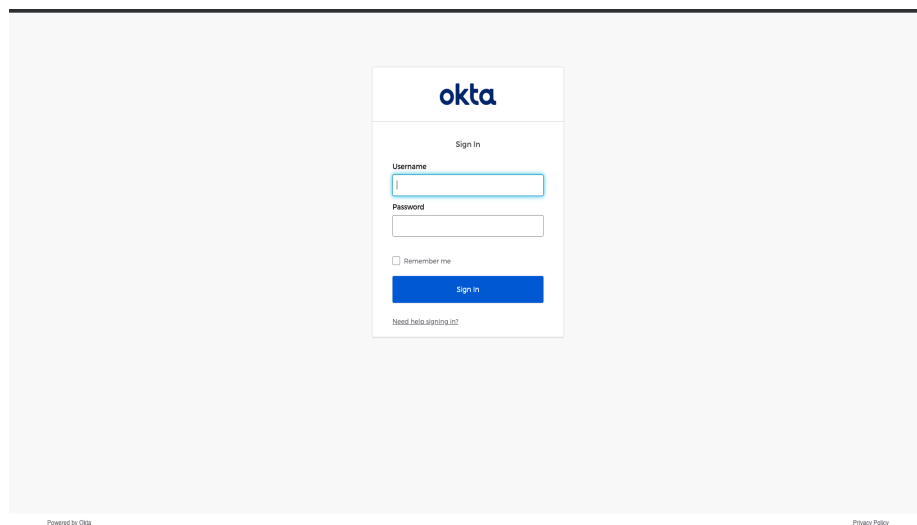 okta
Sign In
Username
Password
Remember me
Sign In
Need help signing in?
Powered by Okta
Privacy Policy